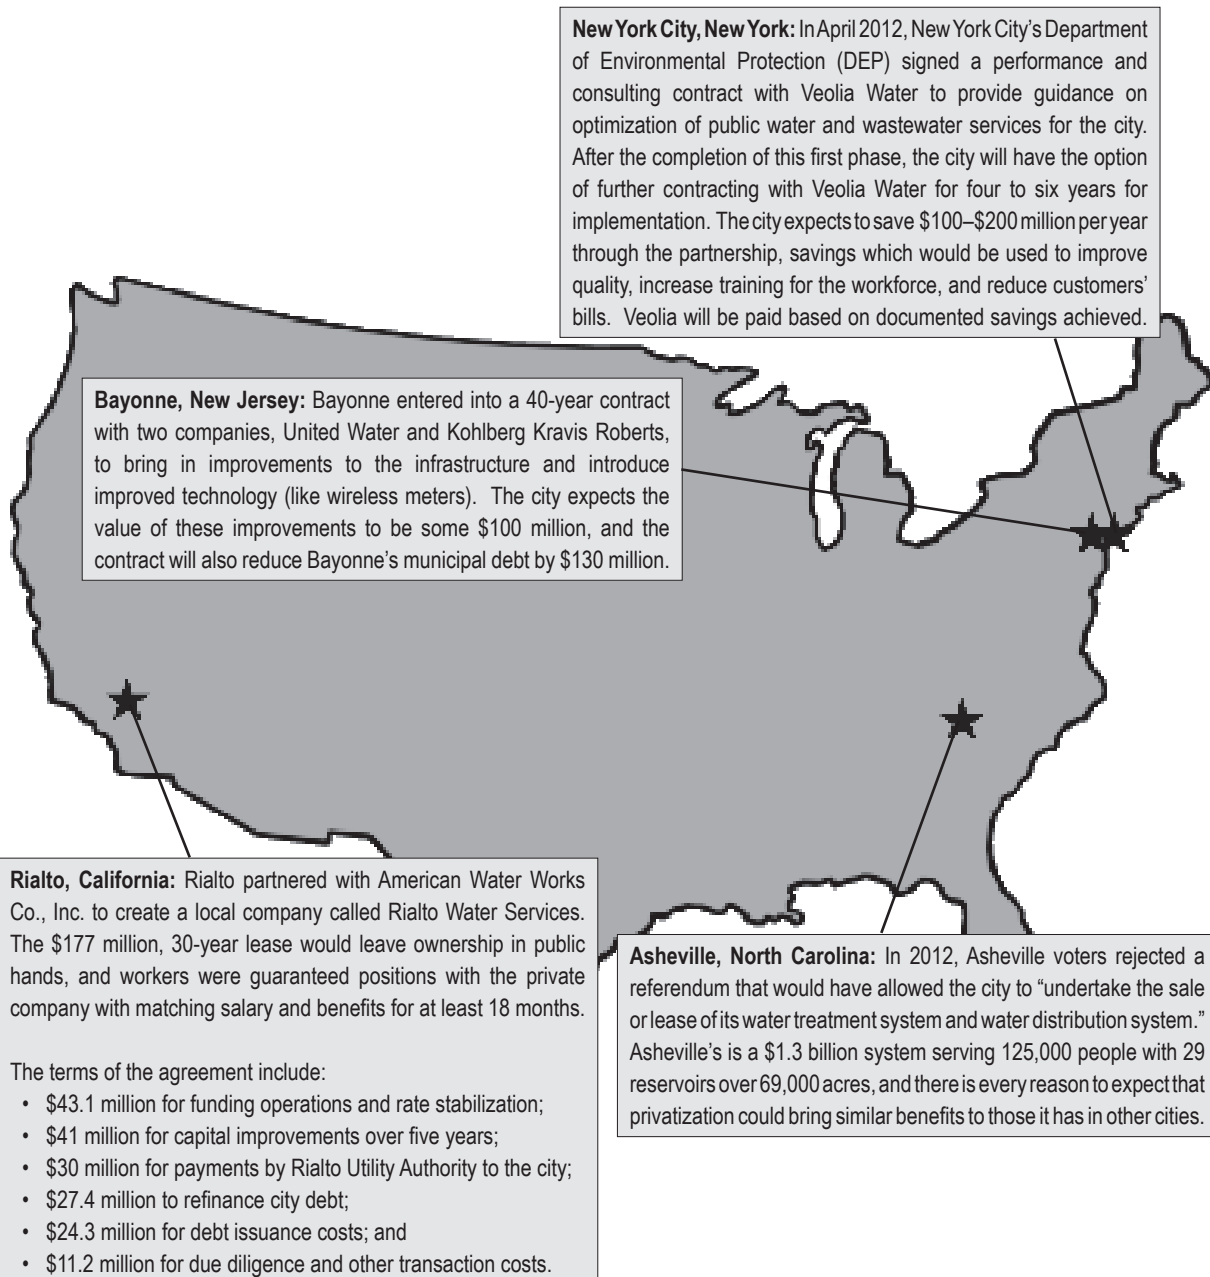 New York City, New York: In April 2012, New York City's Department
of Environmental Protection (DEP) signed a performance and
consulting contract with Veolia Water to provide guidance on
optimization of public water and wastewater services for the city.
After the completion of this first phase, the city will have the option
of further contracting with Veolia Water for four to six years for
implementation. The city expects to save $100–$200 million per year
through the partnership, savings which would be used to improve
quality, increase training for the workforce, and reduce customers'
bills. Veolia will be paid based on documented savings achieved.
Bayonne, New Jersey: Bayonne entered into a 40-year contract
with two companies, United Water and Kohlberg Kravis Roberts,
to bring in improvements to the infrastructure and introduce
improved technology (like wireless meters). The city expects the
value of these improvements to be some $100 million, and the
contract will also reduce Bayonne's municipal debt by $130 million.
Rialto, California: Rialto partnered with American Water Works
Co., Inc. to create a local company called Rialto Water Services.
The $177 million, 30-year lease would leave ownership in public
hands, and workers were guaranteed positions with the private
company with matching salary and benefits for at least 18 months.
The terms of the agreement include:
• $43.1 million for funding operations and rate stabilization;
• $41 million for capital improvements over five years;
• $30 million for payments by Rialto Utility Authority to the city;
• $27.4 million to refinance city debt;
• $24.3 million for debt issuance costs; and
• $11.2 million for due diligence and other transaction costs.
Asheville, North Carolina: In 2012, Asheville voters rejected a
referendum that would have allowed the city to “undertake the sale
or lease of its water treatment system and water distribution system.”
Asheville's is a $1.3 billion system serving 125,000 people with 29
reservoirs over 69,000 acres, and there is every reason to expect that
privatization could bring similar benefits to those it has in other cities.